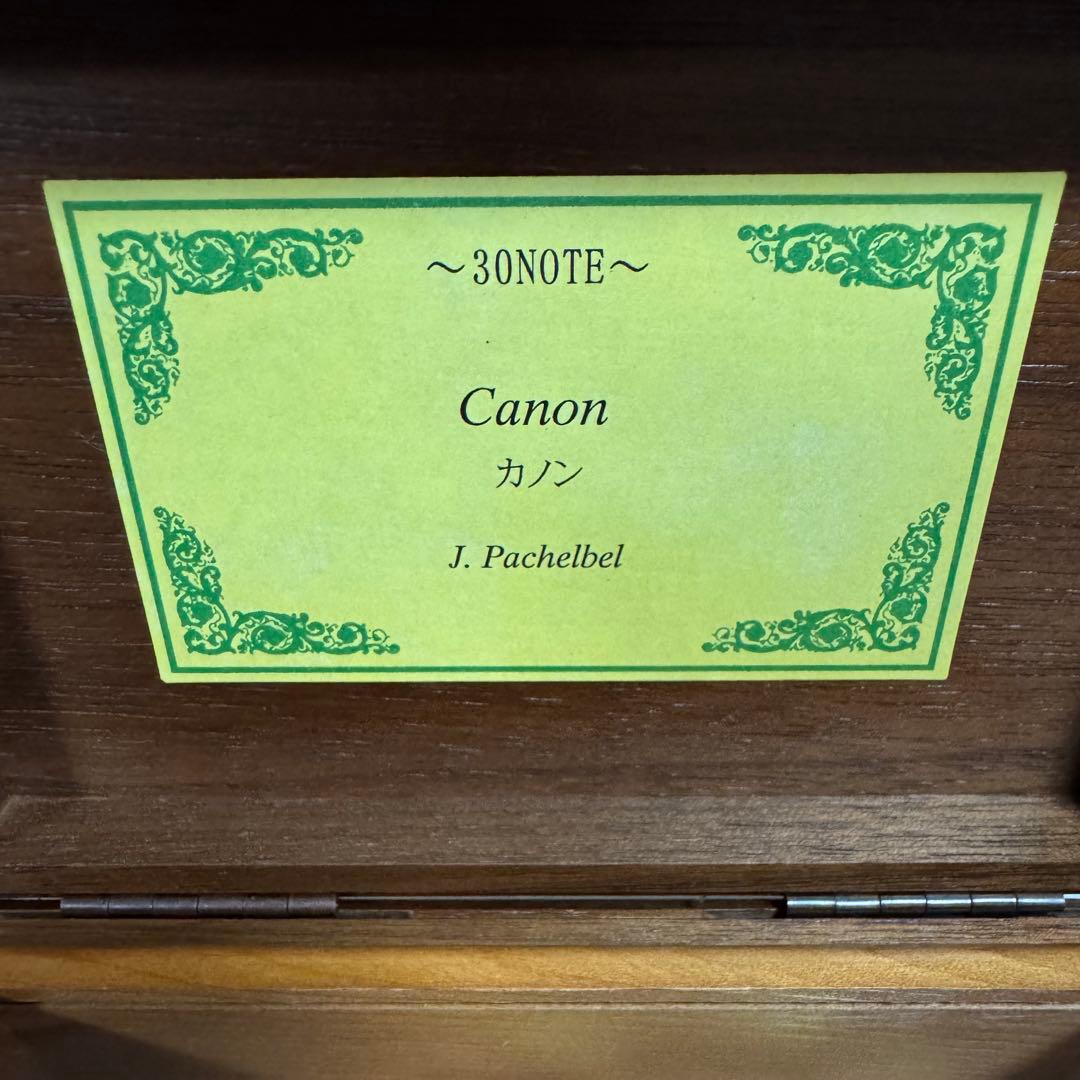 ～30NOTE～
Canon
カノン
J. Pachelbel